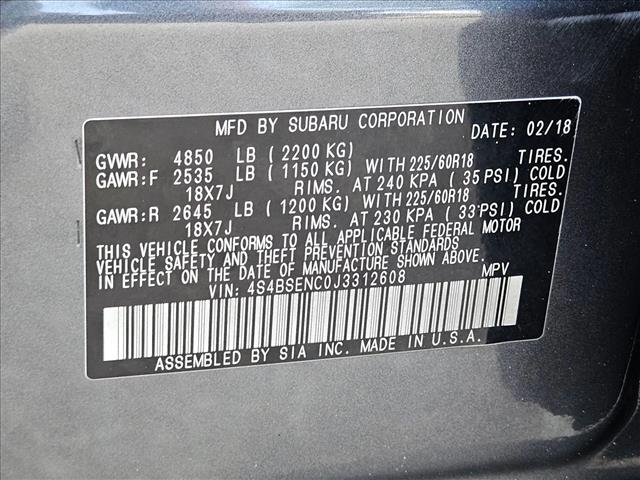 MFD BY SUBARU CORPORATION DATE: 02/18
GVWR: 4850 LB ( 2200 KG)
GAWR:F 2535 LB ( 1150 KG) WITH 225/60R18 TIRES.
18X7J RIMS. AT 240 KPA ( 35 PSI) COLD
GAWR:R 2645 LB ( 1200 KG) WITH 225/60R18 TIRES.
18X7J RIMS. AT 230 KPA ( 33 PSI) COLD
THIS VEHICLE CONFORMS TO ALL APPLICABLE FEDERAL MOTOR
VEHICLE SAFETY AND THEFT PREVENTION STANDARDS
IN EFFECT ON THE DATE OF MANUFACTURE SHOWN ABOVE.
VIN: 4S4BSENC0J3312608 MPV
ASSEMBLED BY SIA INC. MADE IN U.S.A.